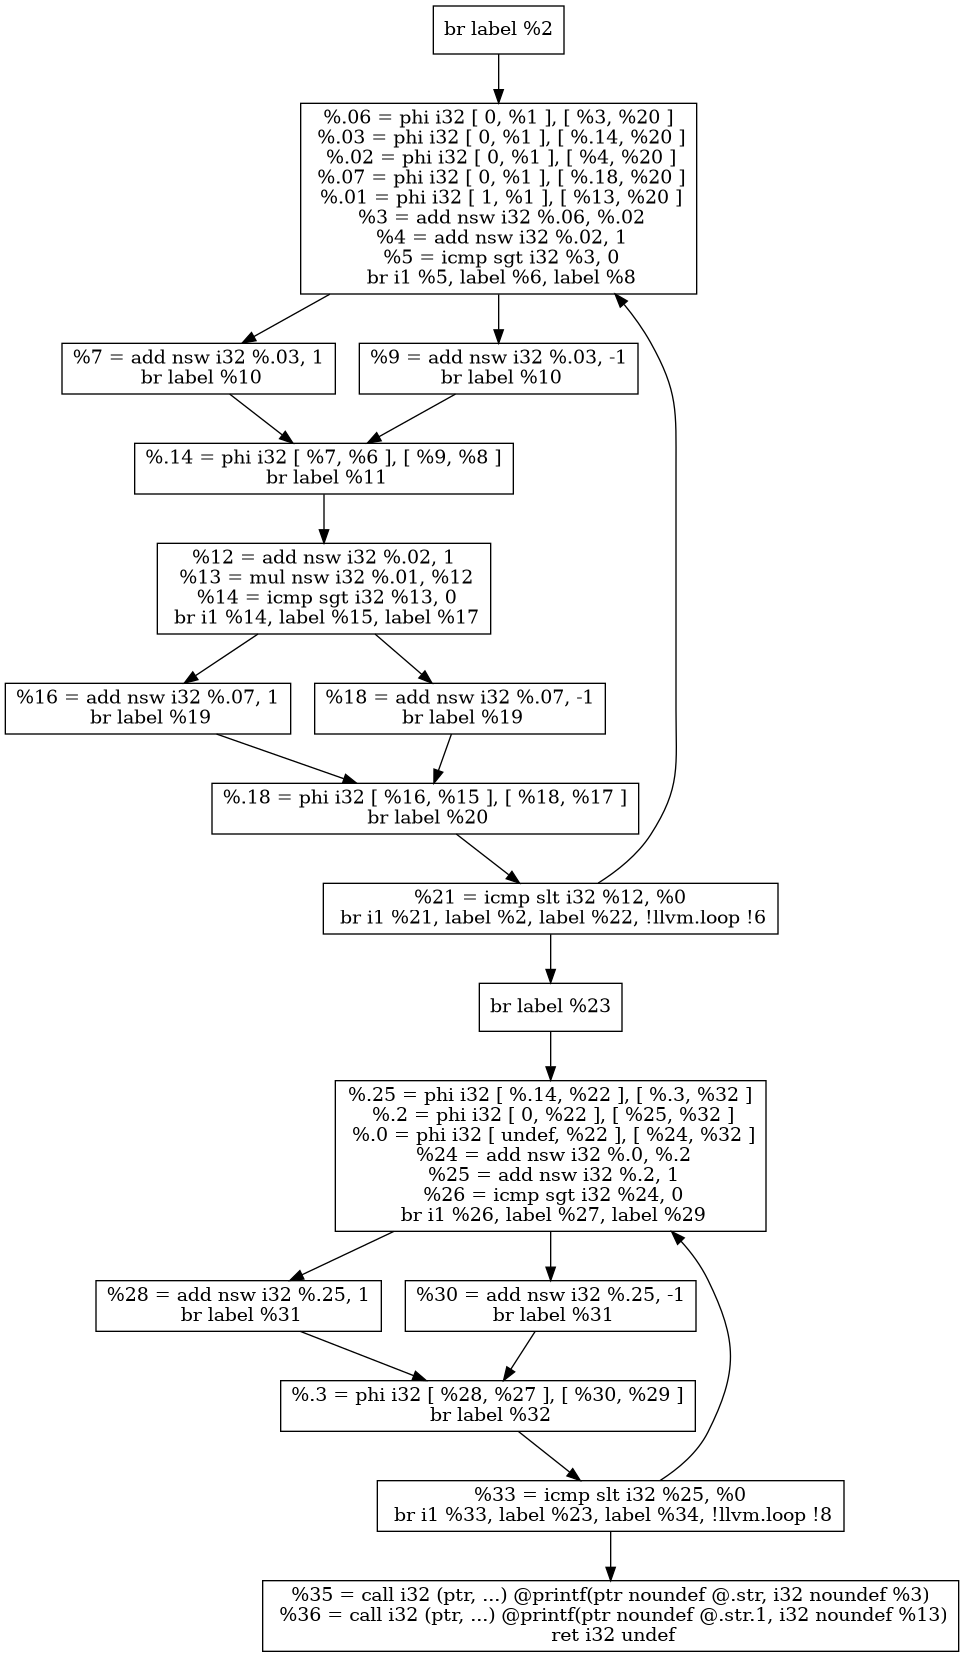 br label %2
%.06 = phi i32 [ 0, %1 ], [ %3, %20 ]
%.03 = phi i32 [ 0, %1 ], [ %.14, %20 ]
%.02 = phi i32 [ 0, %1 ], [ %4, %20 ]
%.07 = phi i32 [ 0, %1 ], [ %.18, %20 ]
%.01 = phi i32 [ 1, %1 ], [ %13, %20 ]
%3 = add nsw i32 %.06, %.02
%4 = add nsw i32 %.02, 1
%5 = icmp sgt i32 %3, 0
br i1 %5, label %6, label %8
%7 = add nsw i32 %.03, 1
br label %10
%9 = add nsw i32 %.03, -1
br label %10
%.14 = phi i32 [ %7, %6 ], [ %9, %8 ]
br label %11
%12 = add nsw i32 %.02, 1
%13 = mul nsw i32 %.01, %12
%14 = icmp sgt i32 %13, 0
br i1 %14, label %15, label %17
%16 = add nsw i32 %.07, 1
br label %19
%18 = add nsw i32 %.07, -1
br label %19
%.18 = phi i32 [ %16, %15 ], [ %18, %17 ]
br label %20
%21 = icmp slt i32 %12, %0
br i1 %21, label %2, label %22, !llvm.loop !6
br label %23
%.25 = phi i32 [ %.14, %22 ], [ %.3, %32 ]
%.2 = phi i32 [ 0, %22 ], [ %25, %32 ]
%.0 = phi i32 [ undef, %22 ], [ %24, %32 ]
%24 = add nsw i32 %.0, %.2
%25 = add nsw i32 %.2, 1
%26 = icmp sgt i32 %24, 0
br i1 %26, label %27, label %29
%28 = add nsw i32 %.25, 1
br label %31
%30 = add nsw i32 %.25, -1
br label %31
%.3 = phi i32 [ %28, %27 ], [ %30, %29 ]
br label %32
%33 = icmp slt i32 %25, %0
br i1 %33, label %23, label %34, !llvm.loop !8
%35 = call i32 (ptr, ...) @printf(ptr noundef @.str, i32 noundef %3)
%36 = call i32 (ptr, ...) @printf(ptr noundef @.str.1, i32 noundef %13)
ret i32 undef